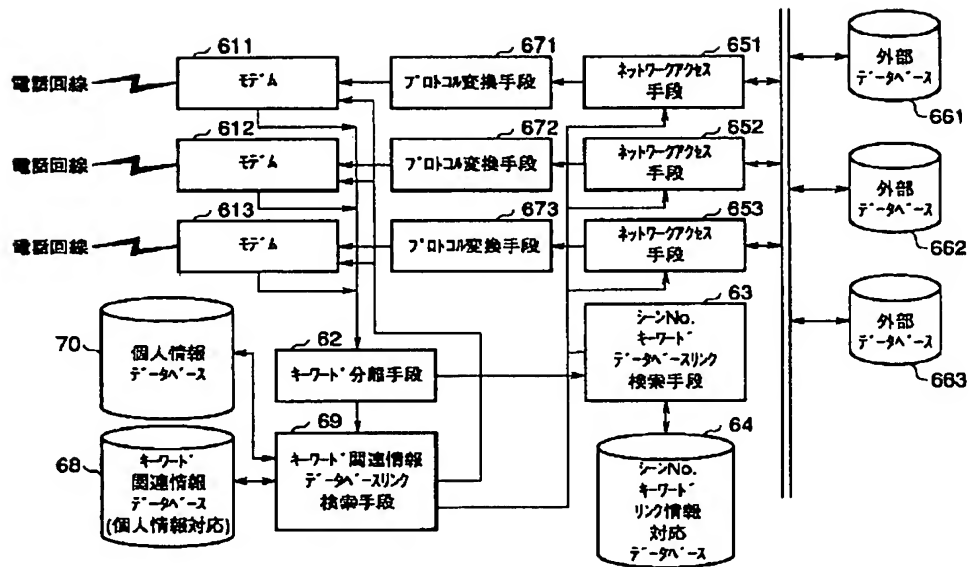 611
671
651
電話回線
モデム
プロトコル変換手段
ネットワークアクセス
手段
外部
データベース
661
612
672
652
電話回線
モデム
プロトコル変換手段
ネットワークアクセス
手段
外部
データベース
662
613
673
653
電話回線
モデム
プロトコル変換手段
ネットワークアクセス
手段
外部
データベース
663
70
個人情報
データベース
62
キーワード分離手段
63
シーンNo.
キーワード
データベースリンク
検索手段
68
キーワード
関連情報
データベース
(個人情報対応)
69
キーワード関連情報
データベースリンク
検索手段
64
シーンNo.
キーワード
リンク情報
対応
データベース